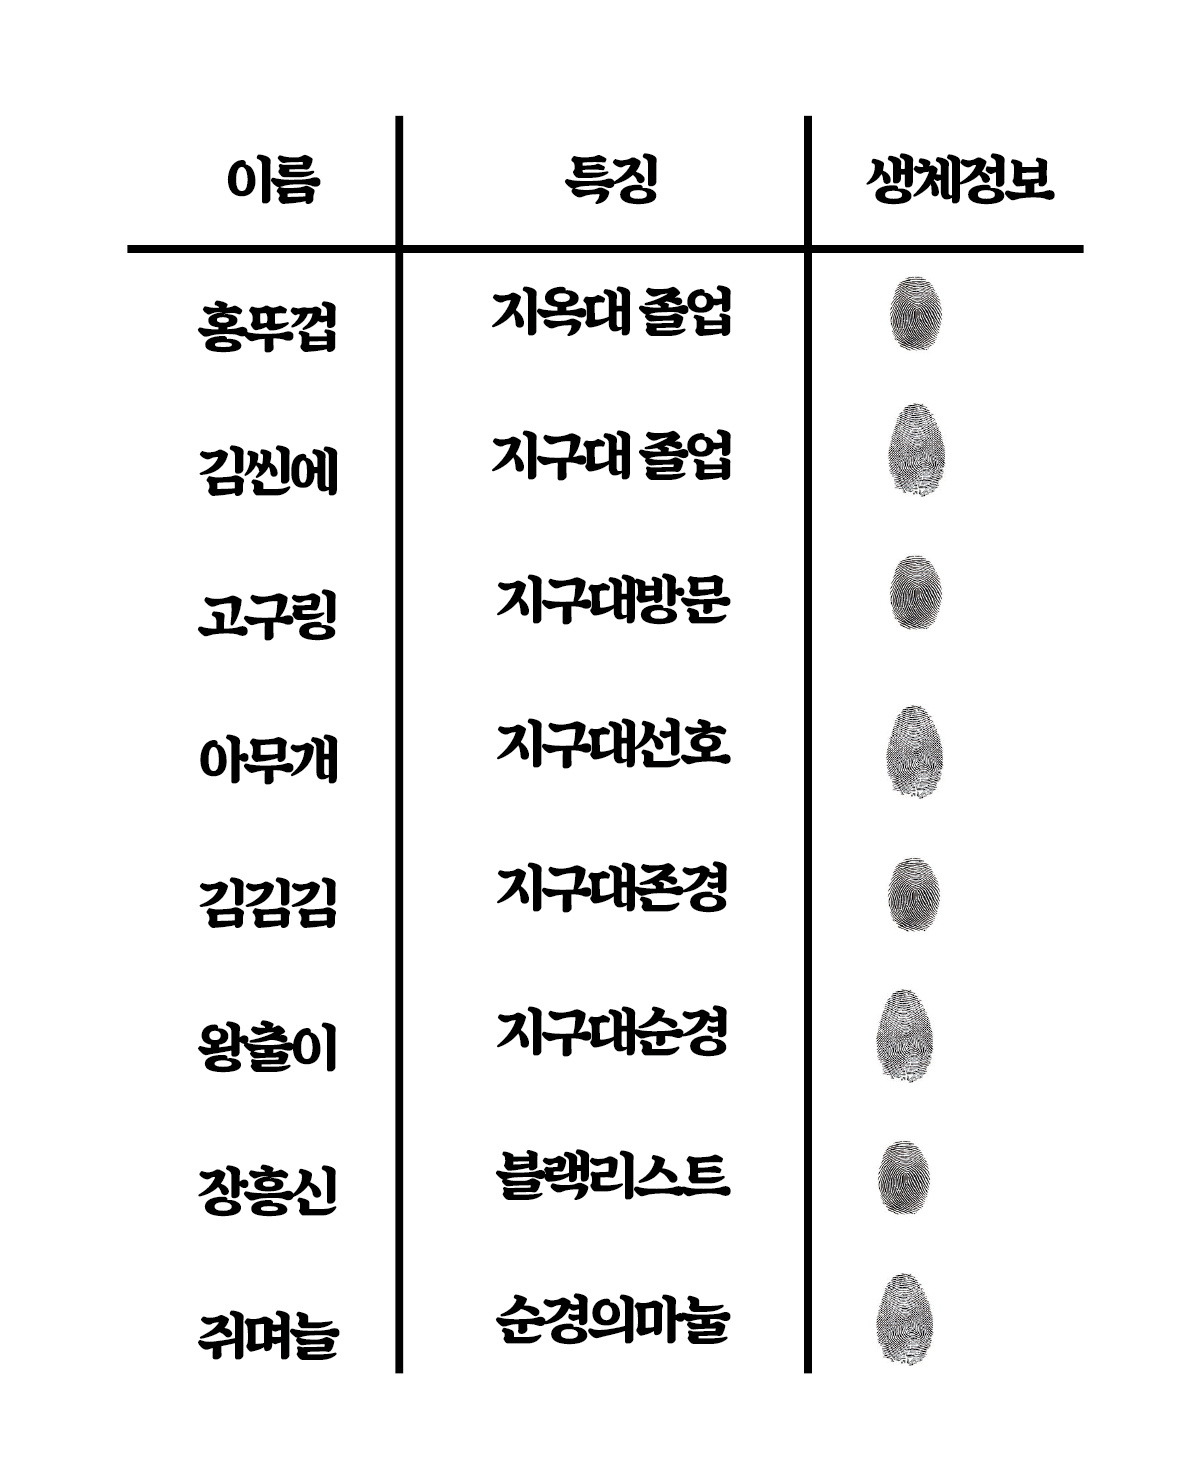 이름 특징 생체정보
홍뚜껍 지옥대 졸업
김씬에 지구대 졸업
고구링 지구대방문
아무개 지구대선호
김김김 지구대존경
왕출이 지구대순경
장흥신 블랙리스트
쥐며늘 순경의마눌